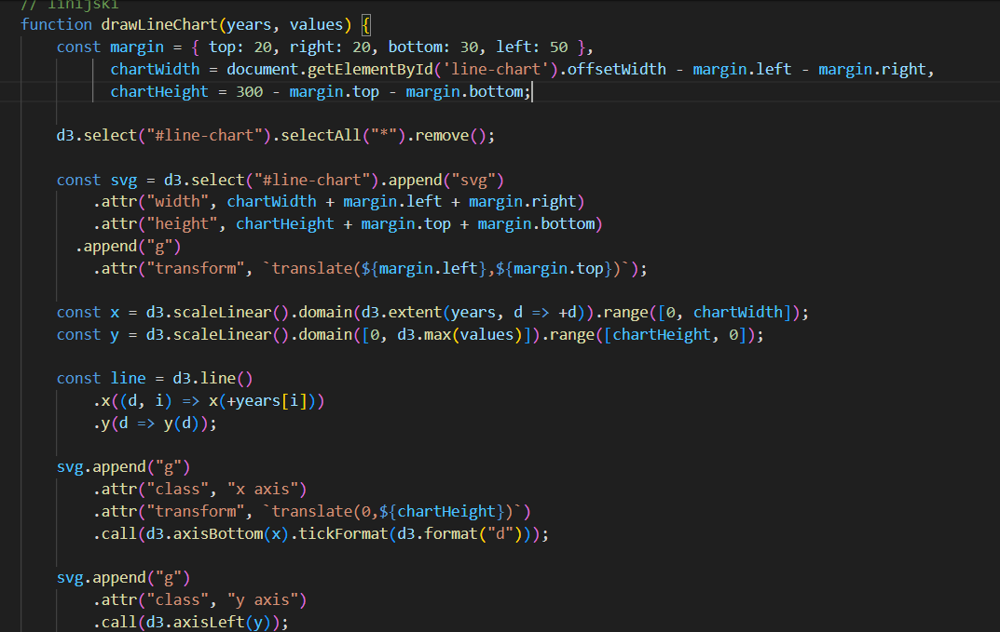 // linijski
function drawLineChart(years, values) {
    const margin = { top: 20, right: 20, bottom: 30, left: 50 },
          chartWidth = document.getElementById('line-chart').offsetWidth - margin.left - margin.right,
          chartHeight = 300 - margin.top - margin.bottom;

    d3.select("#line-chart").selectAll("*").remove();

    const svg = d3.select("#line-chart").append("svg")
        .attr("width", chartWidth + margin.left + margin.right)
        .attr("height", chartHeight + margin.top + margin.bottom)
      .append("g")
        .attr("transform", `translate(${margin.left},${margin.top})`);

    const x = d3.scaleLinear().domain(d3.extent(years, d => +d)).range([0, chartWidth]);
    const y = d3.scaleLinear().domain([0, d3.max(values)]).range([chartHeight, 0]);

    const line = d3.line()
        .x((d, i) => x(+years[i]))
        .y(d => y(d));

    svg.append("g")
        .attr("class", "x axis")
        .attr("transform", `translate(0,${chartHeight})`)
        .call(d3.axisBottom(x).tickFormat(d3.format("d")));

    svg.append("g")
        .attr("class", "y axis")
        .call(d3.axisLeft(y));